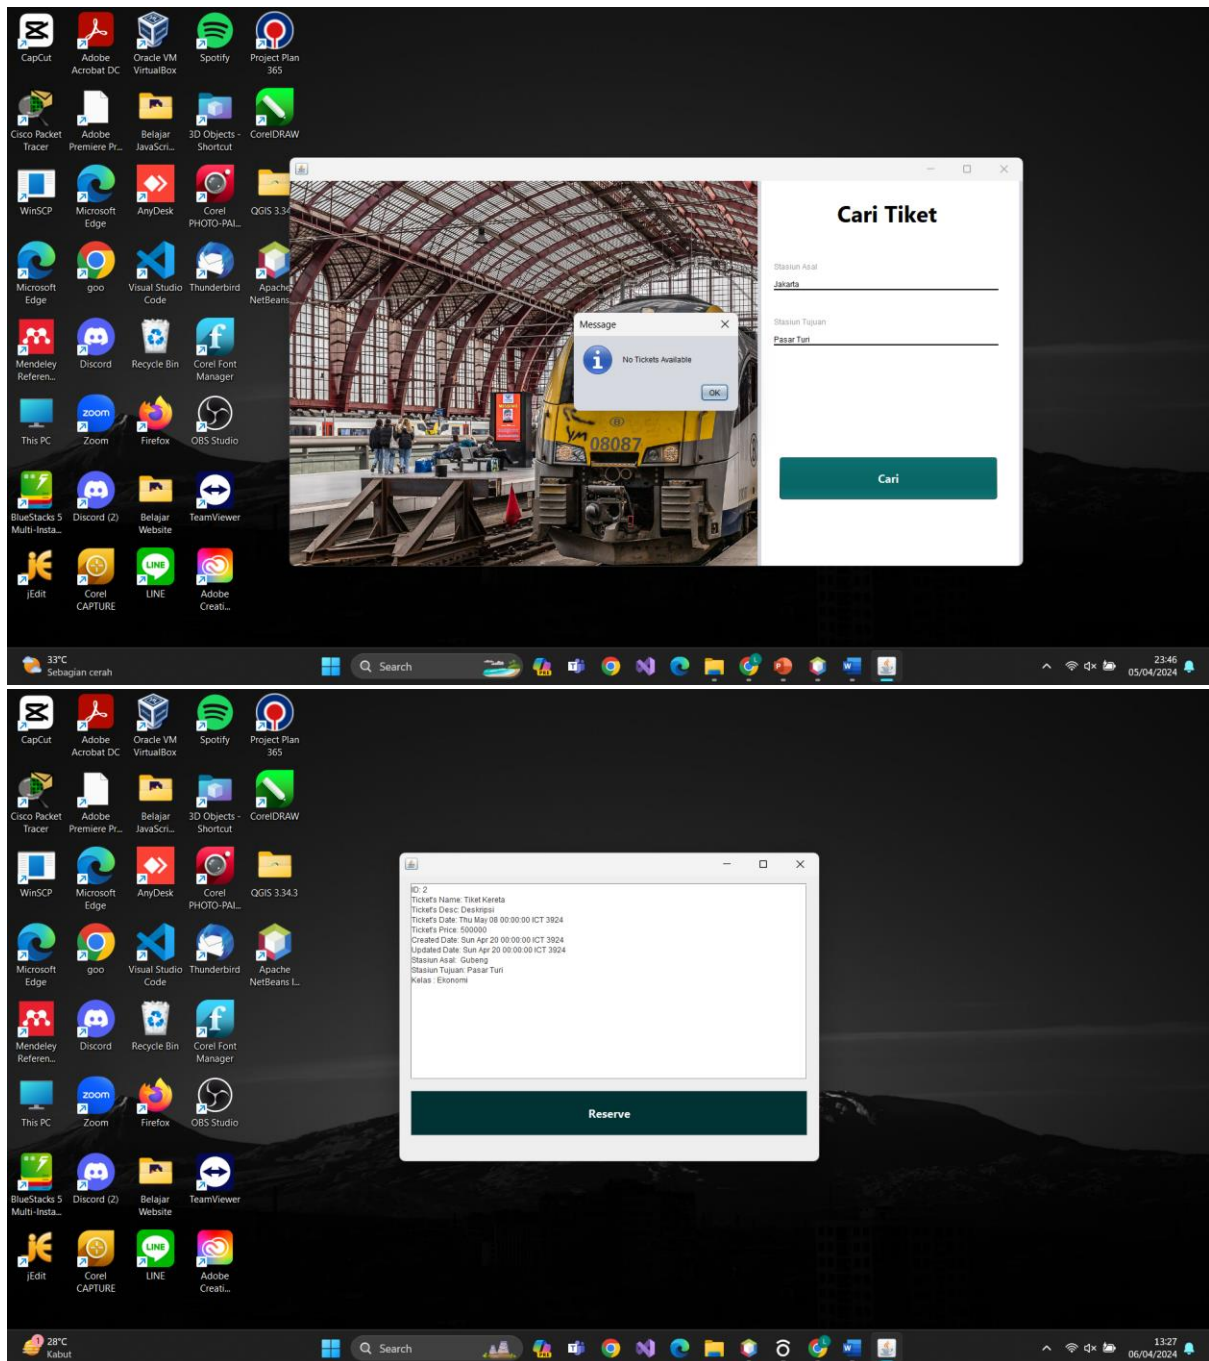 CapCut
Adobe
Acrobat DC
Oracle VM
VirtualBox
Spotify
Project Plan
365
Cisco Packet
Tracer
Adobe
Premiere Pr...
Belajar
JavaScri...
3D Objects -
Shortcut
CorelDRAW
WinSCP
Microsoft
Edge
AnyDesk
Corel
PHOTO-PAI...
QGIS 3.34
Microsoft
Edge
goo
Visual Studio
Code
Thunderbird
Apache
NetBeans
Mendeley
Referen...
Discord
Recycle Bin
Corel Font
Manager
This PC
zoom
Zoom
Firefox
OBS Studio
BlueStacks 5
Multi-Insta...
Discord (2)
Belajar
Website
TeamViewer
jEdit
Corel
CAPTURE
LINE
LINE
Adobe
Creati...
Cari Tiket
Stasiun Asal
Jakarta
Stasiun Tujuan
Pasar Turi
Cari
Message
No Tickets Available
OK
YM
08087
33°C
Sebagian cerah
Search
23:46
05/04/2024
CapCut
Adobe
Acrobat DC
Oracle VM
VirtualBox
Spotify
Project Plan
365
Cisco Packet
Tracer
Adobe
Premiere Pr...
Belajar
JavaScri...
3D Objects -
Shortcut
CorelDRAW
WinSCP
Microsoft
Edge
AnyDesk
Corel
PHOTO-PAI...
QGIS 3.34.3
Microsoft
Edge
goo
Visual Studio
Code
Thunderbird
Apache
NetBeans I...
Mendeley
Referen...
Discord
Recycle Bin
Corel Font
Manager
This PC
zoom
Zoom
Firefox
OBS Studio
BlueStacks 5
Multi-Insta...
Discord (2)
Belajar
Website
TeamViewer
jEdit
Corel
CAPTURE
LINE
LINE
Adobe
Creati...
ID: 2
Ticket's Name: Tiket Kereta
Ticket's Desc: Deskripsi
Ticket's Date: Thu May 08 00:00:00 ICT 3924
Ticket's Price: 500000
Created Date: Sun Apr 20 00:00:00 ICT 3924
Updated Date: Sun Apr 20 00:00:00 ICT 3924
Stasiun Asal: Gubeng
Stasiun Tujuan: Pasar Turi
Kelas : Ekonomi
Reserve
1
28°C
Kabut
Search
13:27
06/04/2024